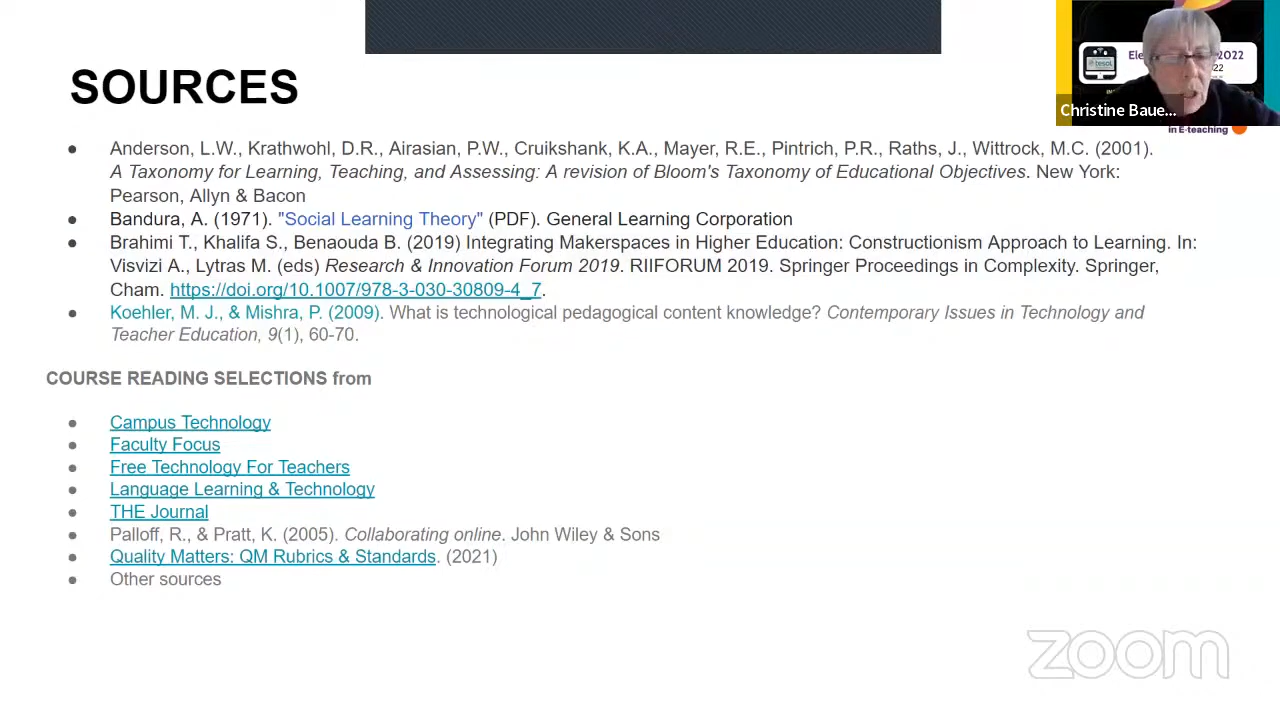 SOURCES
Ele 2022
tesol 22
Christine Baue...
in E-teaching
● Anderson, L.W., Krathwohl, D.R., Airasian, P.W., Cruikshank, K.A., Mayer, R.E., Pintrich, P.R., Raths, J., Wittrock, M.C. (2001).
A Taxonomy for Learning, Teaching, and Assessing: A revision of Bloom's Taxonomy of Educational Objectives. New York:
Pearson, Allyn & Bacon
● Bandura, A. (1971). "Social Learning Theory" (PDF). General Learning Corporation
● Brahimi T., Khalifa S., Benaouda B. (2019) Integrating Makerspaces in Higher Education: Constructionism Approach to Learning. In:
Visvizi A., Lytras M. (eds) Research & Innovation Forum 2019. RIIFORUM 2019. Springer Proceedings in Complexity. Springer,
Cham. https://doi.org/10.1007/978-3-030-30809-4_7.
● Koehler, M. J., & Mishra, P. (2009). What is technological pedagogical content knowledge? Contemporary Issues in Technology and
Teacher Education, 9(1), 60-70.
COURSE READING SELECTIONS from
● Campus Technology
● Faculty Focus
● Free Technology For Teachers
● Language Learning & Technology
● THE Journal
● Palloff, R., & Pratt, K. (2005). Collaborating online. John Wiley & Sons
● Quality Matters: QM Rubrics & Standards. (2021)
● Other sources
zoom